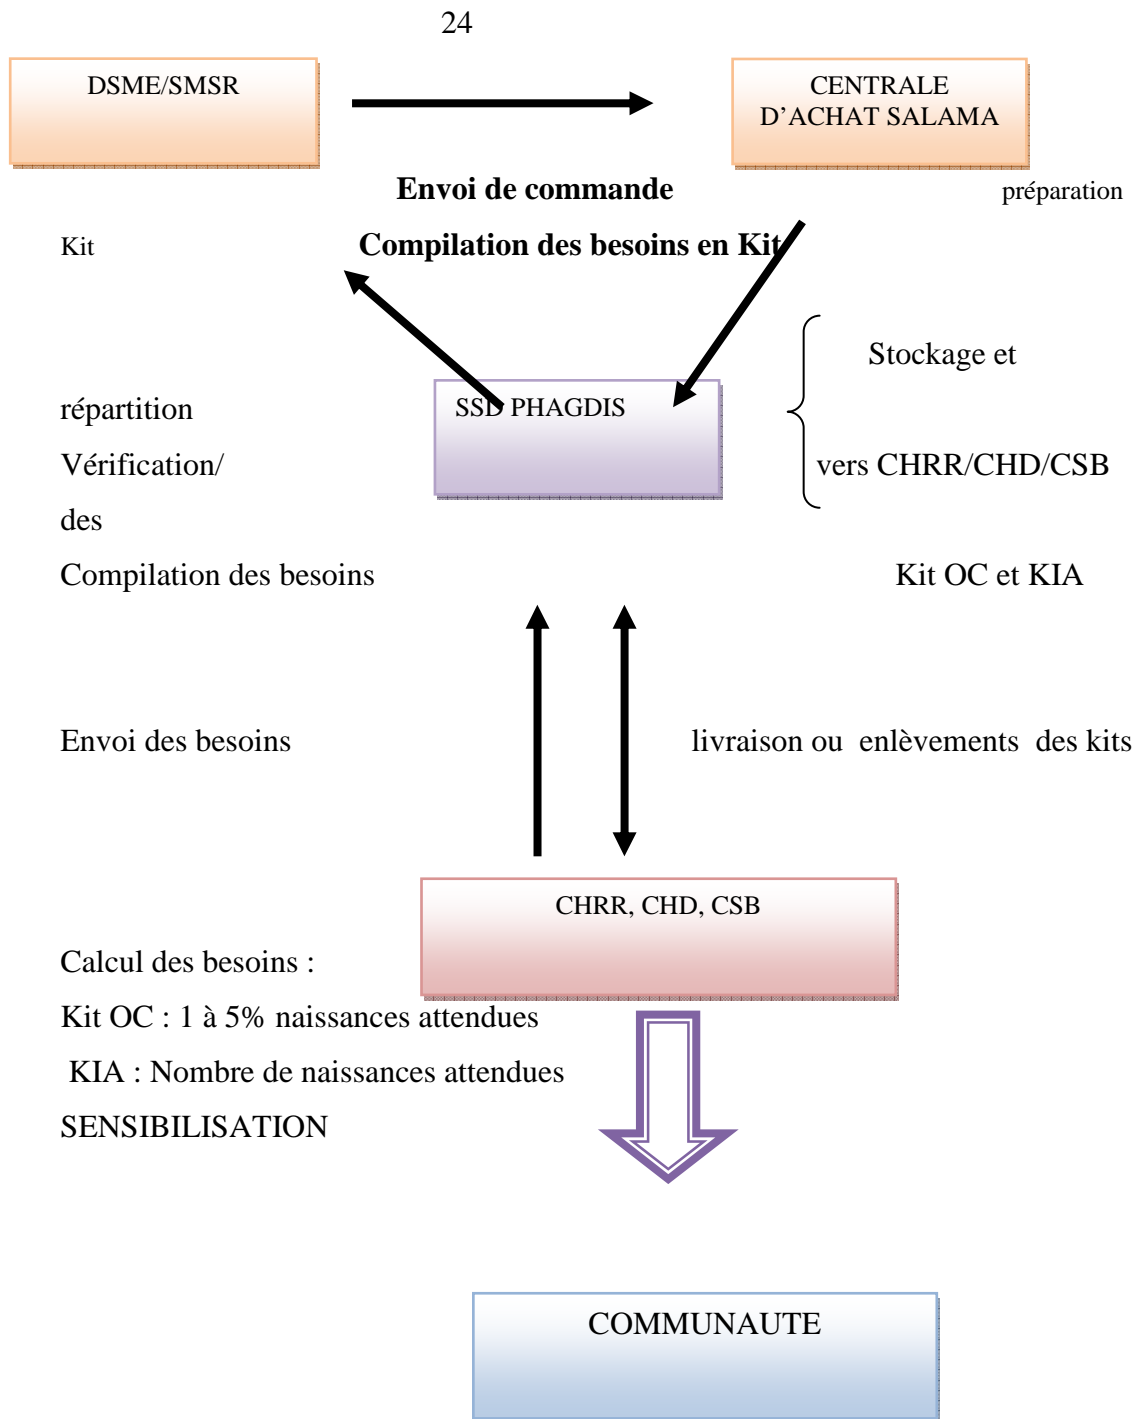 24
DSME/SMSR
CENTRALE
D’ACHAT SALAMA
Envoi de commande
préparation
Kit
Compilation des besoins en Kit
Stockage et
répartition
SSD PHAGDIS
Vérification/
vers CHRR/CHD/CSB
des
Compilation des besoins
Kit OC et KIA
Envoi des besoins
livraison ou enlèvements des kits
CHRR, CHD, CSB
Calcul des besoins :
Kit OC : 1 à 5% naissances attendues
KIA : Nombre de naissances attendues
SENSIBILISATION
COMMUNAUTE